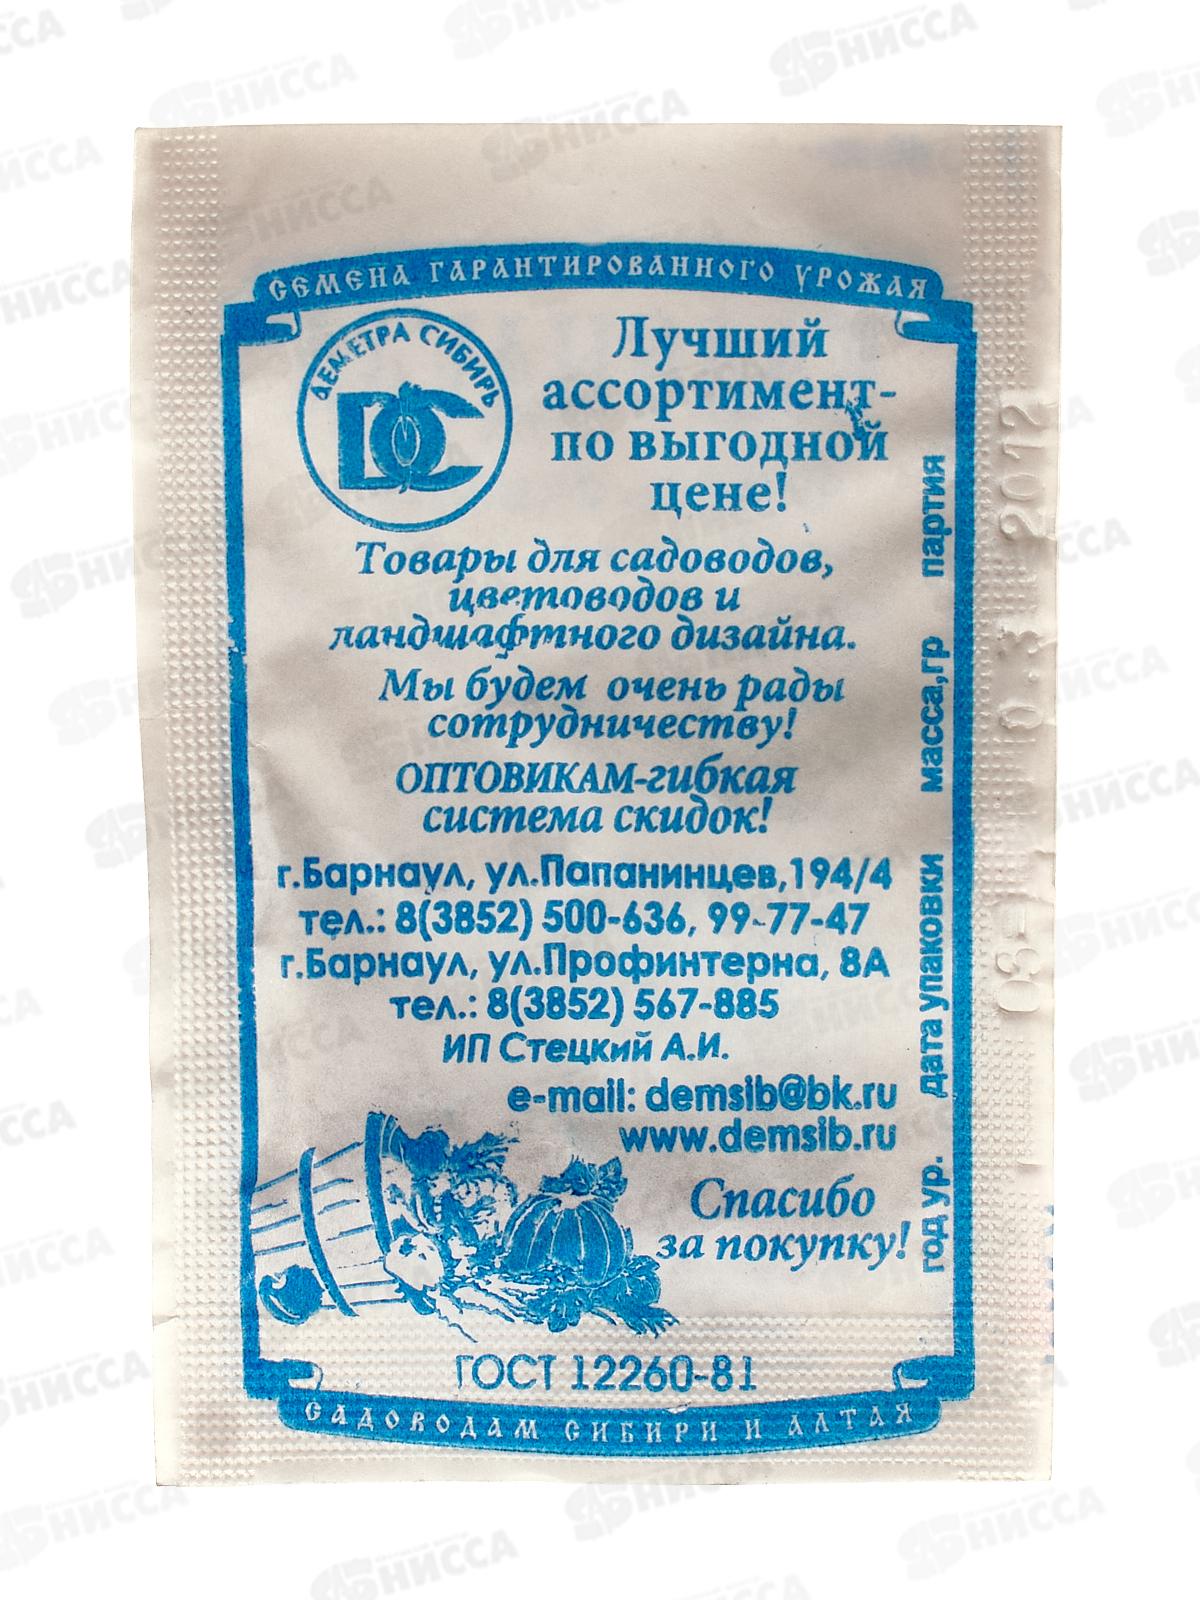 СЕМЕНА ГАРАНТИРОВАННОГО УРОЖАЯ
ДЕМЕТРА СИБИРЬ
DC
Лучший
ассортимент-
по выгодной
цене!
Товары для садоводов,
цветоводов и
ландшафтного дизайна.
Мы будем очень рады
сотрудничеству!
ОПТОВИКАМ-гибкая
система скидок!
г.Барнаул, ул.Папанинцев,194/4
тел.: 8(3852) 500-636, 99-77-47
г.Барнаул, ул.Профинтерна, 8А
тел.: 8(3852) 567-885
ИП Стецкий А.И.
e-mail: demsib@bk.ru
www.demsib.ru
Спасибо
за покупку!
год ур. дата упаковки масса,гр партия
ГОСТ 12260-81
САДОВОДАМ СИБИРИ И АЛТАЯ